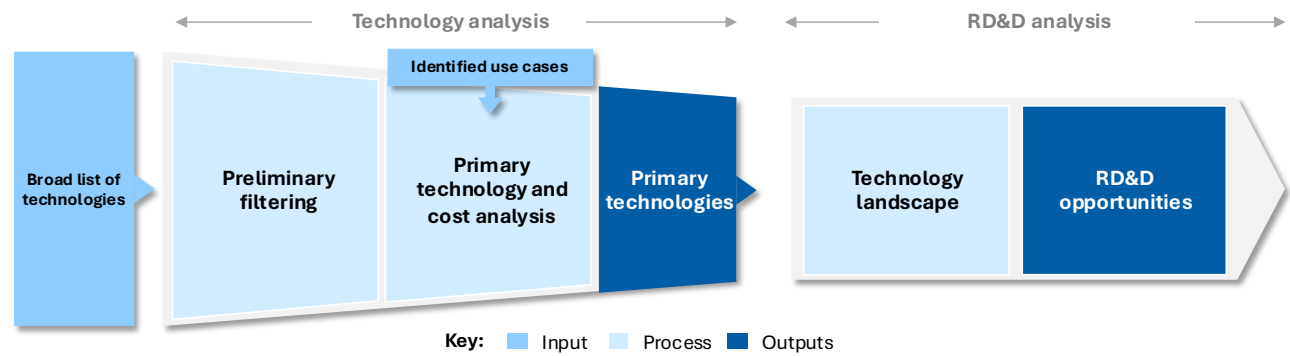 Technology analysis
RD&D analysis
Identified use cases
Broad list of
technologies
Preliminary
filtering
Primary
technology and
cost analysis
Primary
technologies
Technology
landscape
RD&D
opportunities
Key: Input Process Outputs